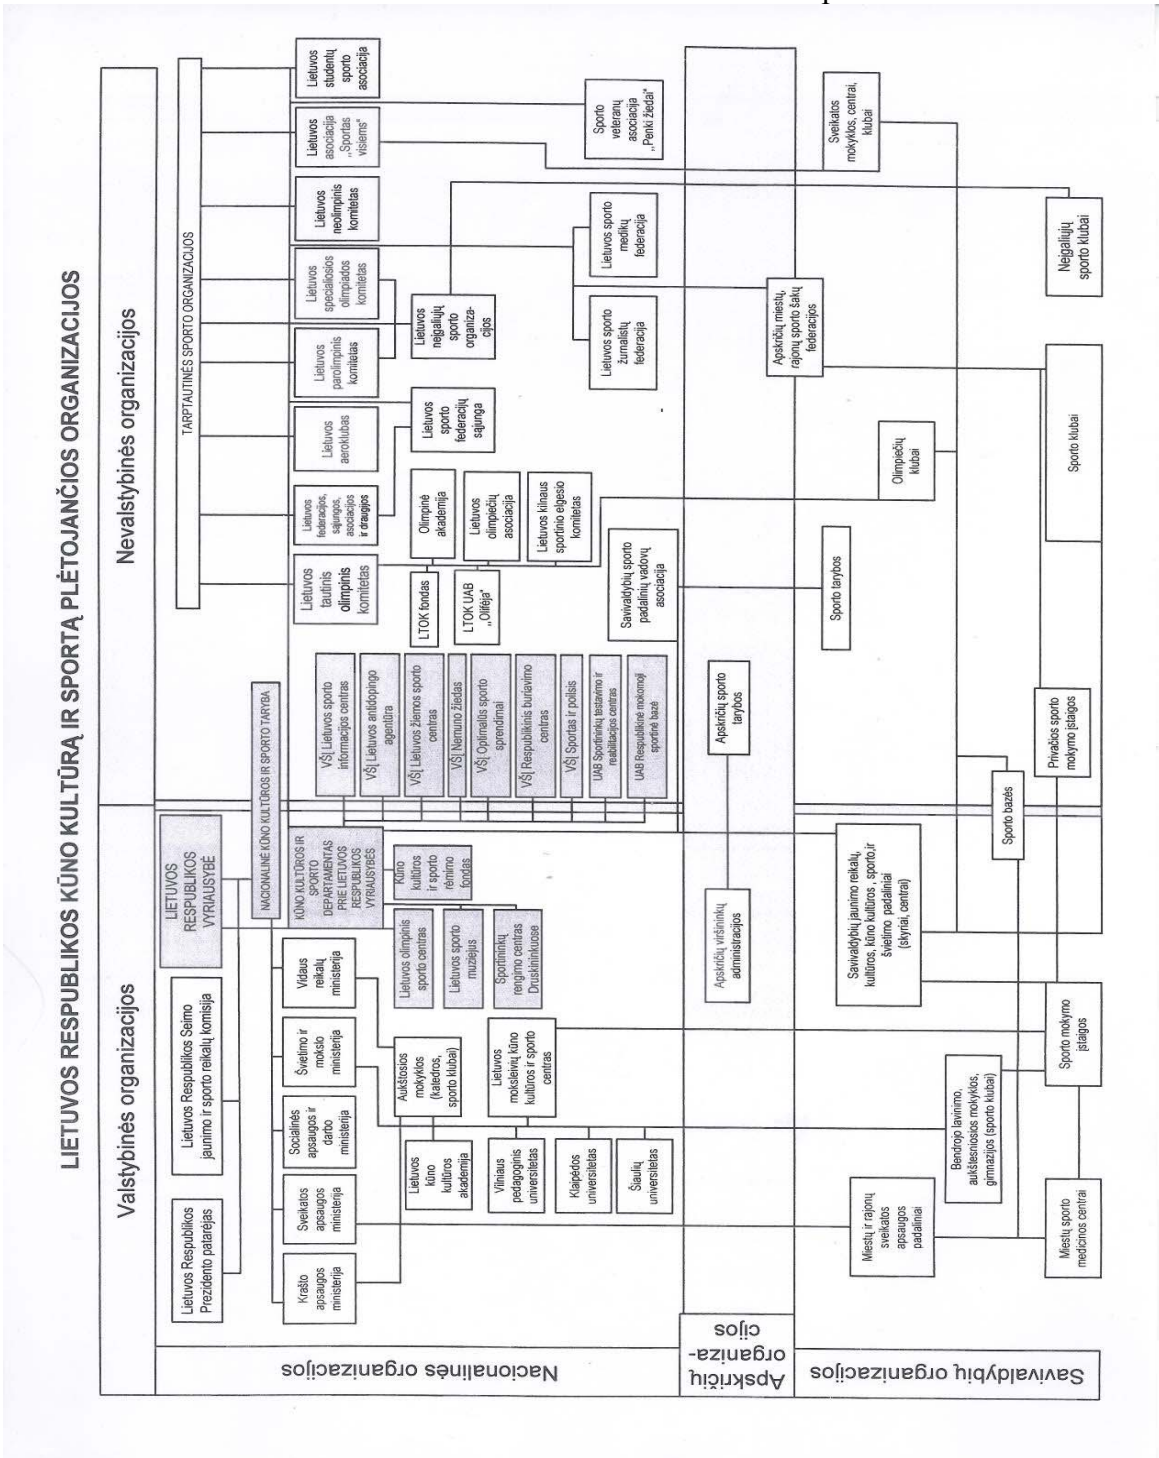 LIETUVOS RESPUBLIKOS KŪNO KULTŪRĄ IR SPORTĄ PLĖTOJANČIOS ORGANIZACIJOS
Valstybinės organizacijos
Nevalstybinės organizacijos
Nacionalinės organizacijos
Apskričių
organiza-
cijos
Savivaldybių organizacijos
Lietuvos Respublikos
Prezidento patarėjas
Lietuvos Respublikos Seimo
jaunimo ir sporto reikalų komisija
LIETUVOS
RESPUBLIKOS
VYRIAUSYBĖ
TARPTAUTINĖS SPORTO ORGANIZACIJOS
NACIONALINĖ KŪNO KULTŪROS IR SPORTO TARYBA
Krašto
apsaugos
ministerija
Sveikatos
apsaugos
ministerija
Socialinės
apsaugos ir
darbo
ministerija
Švietimo ir
mokslo
ministerija
Vidaus
reikalų
ministerija
KŪNO KULTŪROS IR
SPORTO
DEPARTAMENTAS
PRIE LIETUVOS
RESPUBLIKOS
VYRIAUSYBĖS
Lietuvos
tautinis
olimpinis
komitetas
Lietuvos
federacijos,
sąjungos,
asociacijos
ir draugijos
Lietuvos
aeroklubas
Lietuvos
parolimpinis
komitetas
Lietuvos
specialiosios
olimpiados
komitetas
Lietuvos
neolimpinis
komitetas
Lietuvos
asociacija
„Sportas
visiems“
Lietuvos
studentų
sporto
asociacija
Aukštosios
mokyklos
(katedros,
sporto klubai)
Lietuvos
kūno
kultūros
akademija
Vilniaus
pedagoginis
universitetas
Klaipėdos
universitetas
Šiaulių
universitetas
Lietuvos
moksleivių kūno
kultūros ir sporto
centras
Lietuvos olimpinis
sporto centras
Lietuvos sporto
muziejus
Sportininkų
rengimo centras
Druskininkuose
Kūno
kultūros
ir sporto
rėmimo
fondas
VŠĮ Lietuvos sporto
informacijos centras
VŠĮ Lietuvos antidopingo
agentūra
VŠĮ Lietuvos žiemos sporto
centras
VŠĮ Nemuno žiedas
VŠĮ Optimalūs sporto
sprendimai
VŠĮ Respublikinis buriavimo
centras
VŠĮ Sportas ir poilsis
UAB Sportininkų testavimo ir
reabilitacijos centras
UAB Respublikinė mokomoji
sportinė bazė
LTOK fondas
LTOK UAB
„Olifėja“
Olimpinė
akademija
Lietuvos
olimpiečių
asociacija
Lietuvos kilnaus
sportinio elgesio
komitetas
Savivaldybių sporto
padalinių vadovų
asociacija
Lietuvos
sporto
federacijų
sąjunga
Lietuvos
neįgaliųjų
sporto
organiza-
cijos
Lietuvos sporto
žurnalistų
federacija
Lietuvos sporto
medikų
federacija
Sporto
veteranų
asociacija
„Penki žiedai“
Apskričių viršininkų
administracijos
Apskričių sporto
tarybos
Apskričių miestų,
rajonų sporto šakų
federacijos
Miestų ir rajonų
sveikatos
apsaugos
padaliniai
Bendrojo lavinimo,
aukštesniosios mokyklos,
gimnazijos (sporto klubai)
Miestų sporto
medicinos centrai
Sporto mokymo
įstaigos
Savivaldybių jaunimo reikalų,
kultūros, kūno kultūros , sporto,ir
švietimo padaliniai
(skyriai, centrai)
Sporto bazės
Privačios sporto
mokymo įstaigos
Sporto tarybos
Olimpiečių
klubai
Sporto klubai
Sveikatos
mokyklos, centrai,
klubai
Neįgaliųjų
sporto klubai